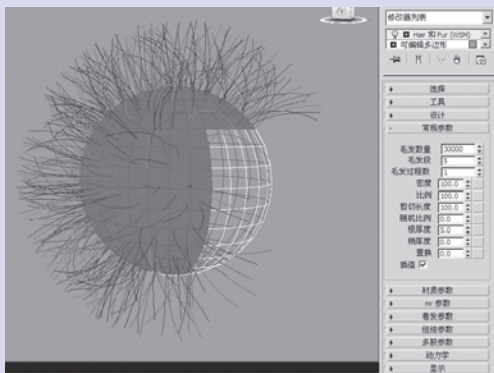 修改器列表
Hair 和 Fur (WSM)
可编辑多边形
选择
工具
设计
常规参数
毛发数量 30000
毛发段 5
毛发过程数 1
密度 100.0
比例 100.0
剪切长度 100.0
随机比例 0.0
根厚度 5.0
梢厚度 0.0
置换 0.0
插值
材质参数
mr 参数
卷发参数
纽结参数
多股参数
动力学
显示